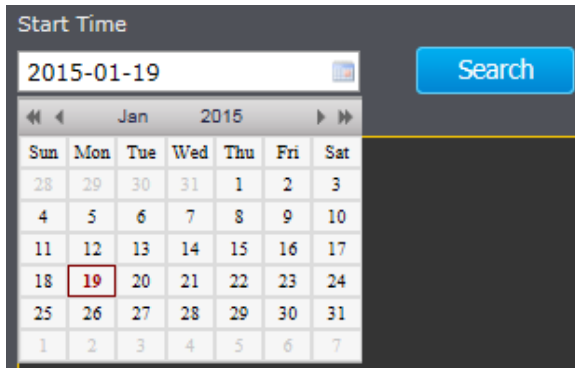 Start Time
2015-01-19
Search
Jan 2015
Sun Mon Tue Wed Thu Fri Sat
28 29 30 31 1 2 3
4 5 6 7 8 9 10
11 12 13 14 15 16 17
18 19 20 21 22 23 24
25 26 27 28 29 30 31
1 2 3 4 5 6 7